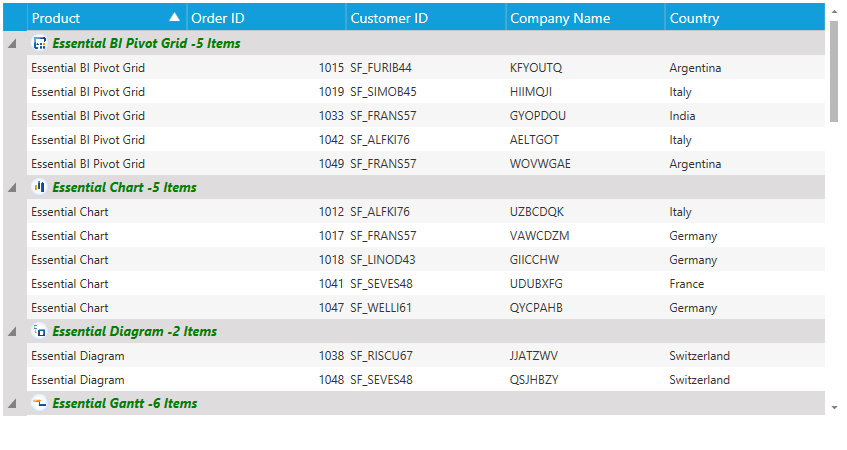 Product Order ID Customer ID Company Name Country
Essential BI Pivot Grid -5 Items
Essential BI Pivot Grid 1015 SF_FURIB44 KFYOUTQ Argentina
Essential BI Pivot Grid 1019 SF_SIMOB45 HIIMQJI Italy
Essential BI Pivot Grid 1033 SF_FRANS57 GYOPDOU India
Essential BI Pivot Grid 1042 SF_ALFKI76 AELTGOT Italy
Essential BI Pivot Grid 1049 SF_FRANS57 WOVWGAE Argentina
Essential Chart -5 Items
Essential Chart 1012 SF_ALFKI76 UZBCDQK Italy
Essential Chart 1017 SF_FRANS57 VAWCDZM Germany
Essential Chart 1018 SF_LINOD43 GIICCHW Germany
Essential Chart 1041 SF_SEVES48 UDUBXFG France
Essential Chart 1047 SF_WELLI61 QYCPAHB Germany
Essential Diagram -2 Items
Essential Diagram 1038 SF_RISCU67 JJATZWV Switzerland
Essential Diagram 1048 SF_SEVES48 QSJHBZY Switzerland
Essential Gantt -6 Items